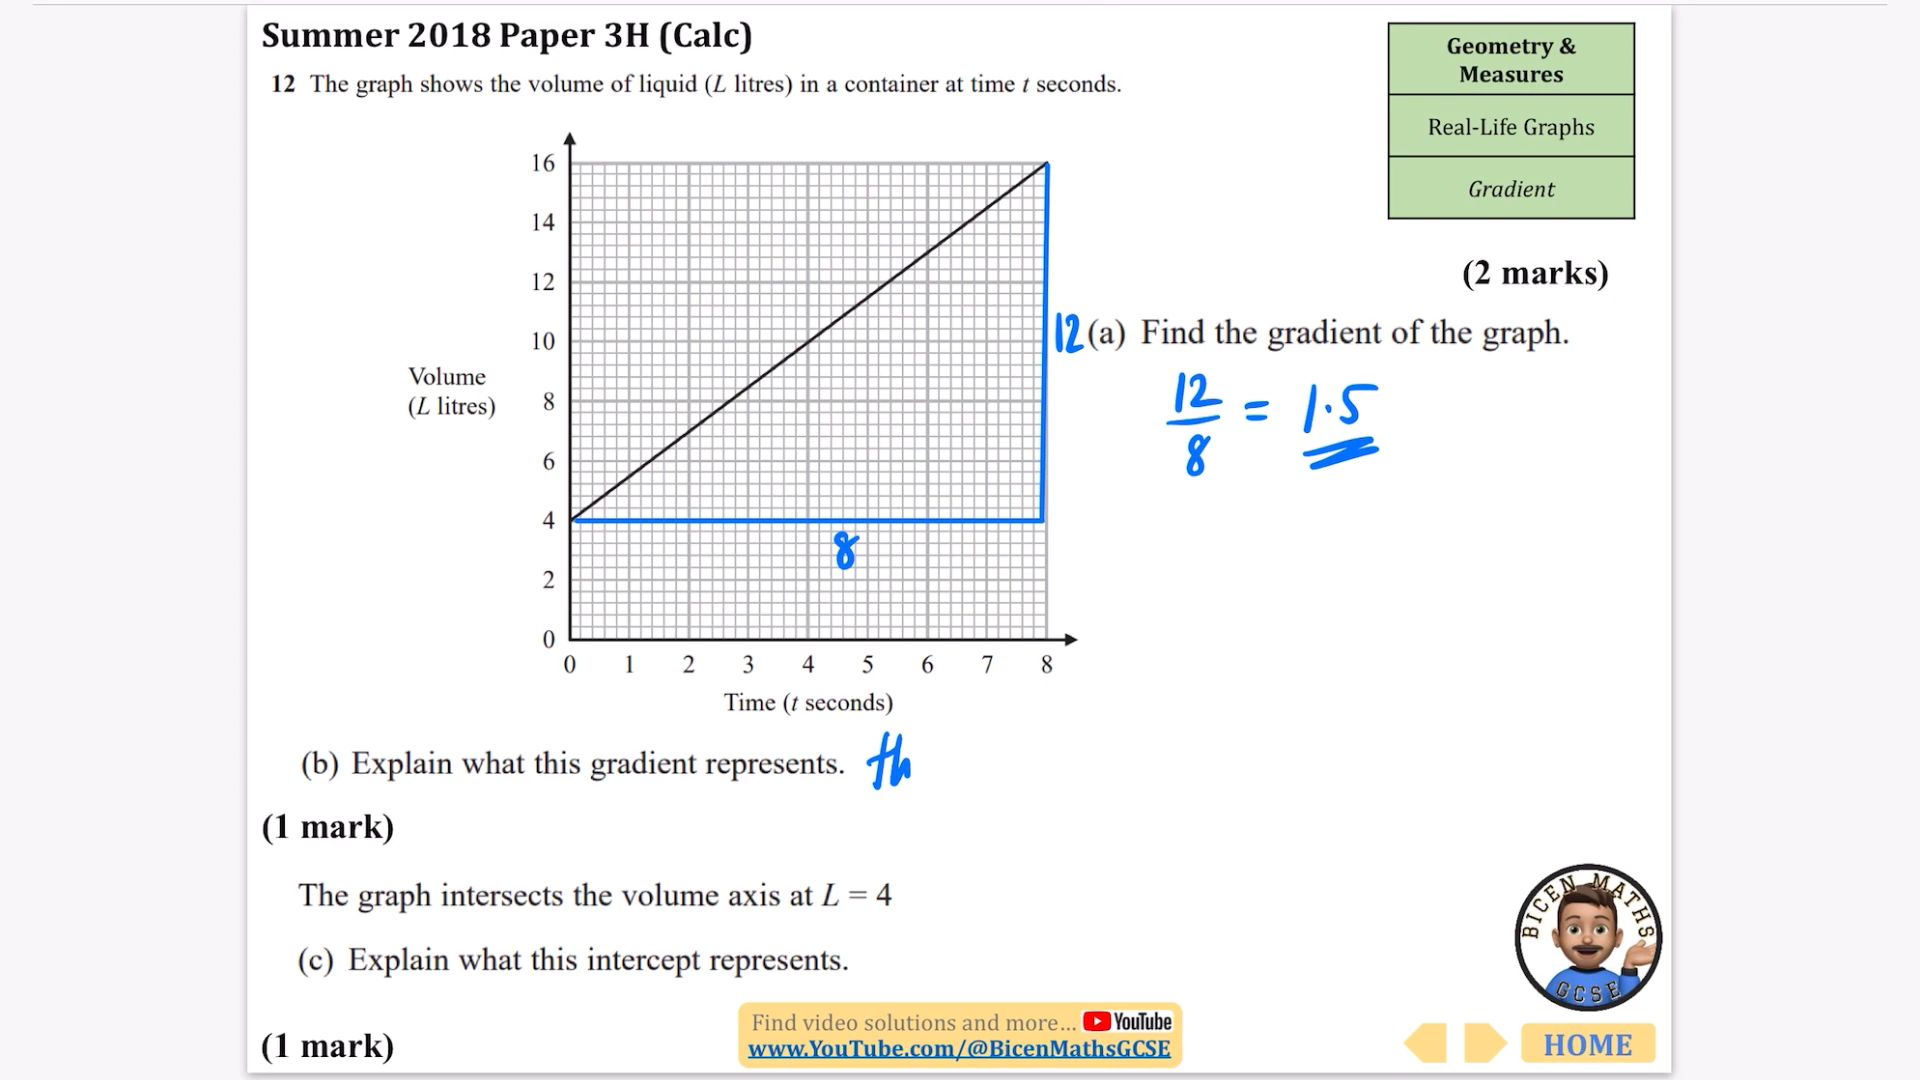 Summer 2018 Paper 3H (Calc)
12 The graph shows the volume of liquid (L litres) in a container at time t seconds.
Geometry &
Measures
Real-Life Graphs
Gradient
(2 marks)
16
14
12
10
8
6
4
2
0
Volume
(L litres)
0 1 2 3 4 5 6 7 8
Time (t seconds)
8
12
(a) Find the gradient of the graph.
12
8
= 1.5
(b) Explain what this gradient represents. th
(1 mark)
The graph intersects the volume axis at L = 4
(c) Explain what this intercept represents.
(1 mark)
Find video solutions and more... YouTube
www.YouTube.com/@BicenMathsGCSE
BICEN MATHS
GCSE
HOME